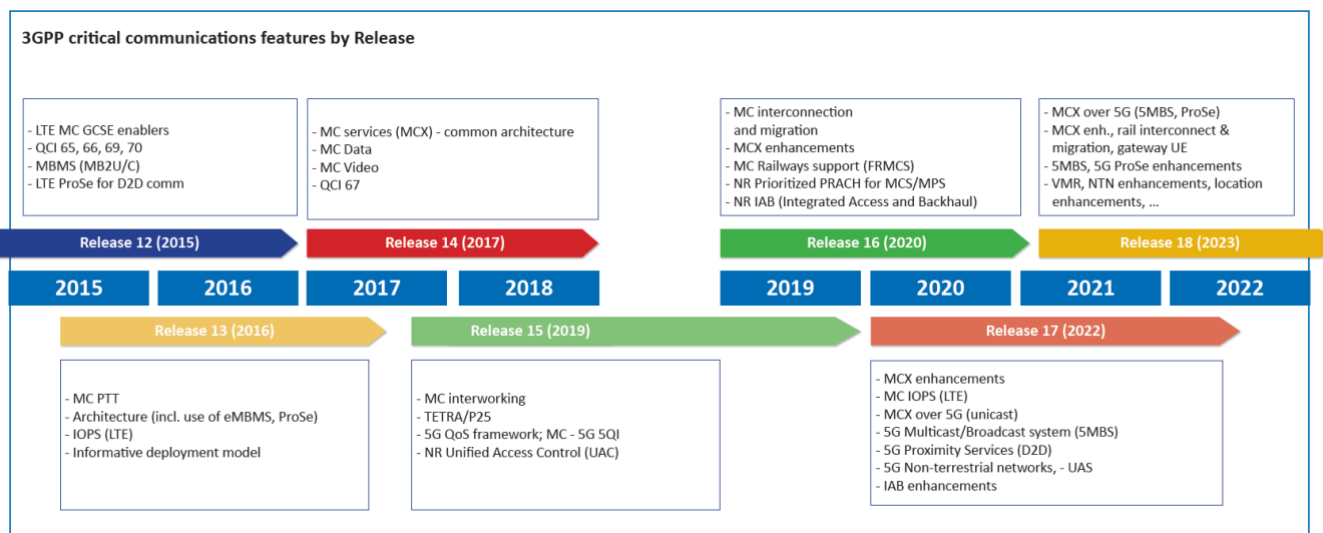 3GPP critical communications features by Release
- LTE MC GCSE enablers
- QCI 65, 66, 69, 70
- MBMS (MB2U/C)
- LTE ProSe for D2D comm
- MC services (MCX) - common architecture
- MC Data
- MC Video
- QCI 67
- MC interconnection
and migration
- MCX enhancements
- MC Railways support (FRMCS)
- NR Prioritized PRACH for MCS/MPS
- NR IAB (Integrated Access and Backhaul)
- MCX over 5G (5MBS, ProSe)
- MCX enh., rail interconnect &
migration, gateway UE
- 5MBS, 5G ProSe enhancements
- VMR, NTN enhancements, location
enhancements, ...
Release 12 (2015)
Release 14 (2017)
Release 16 (2020)
Release 18 (2023)
2015
2016
2017
2018
2019
2020
2021
2022
Release 13 (2016)
Release 15 (2019)
Release 17 (2022)
- MC PTT
- Architecture (incl. use of eMBMS, ProSe)
- IOPS (LTE)
- Informative deployment model
- MC interworking
- TETRA/P25
- 5G QoS framework; MC - 5G 5QI
- NR Unified Access Control (UAC)
- MCX enhancements
- MC IOPS (LTE)
- MCX over 5G (unicast)
- 5G Multicast/Broadcast system (5MBS)
- 5G Proximity Services (D2D)
- 5G Non-terrestrial networks, - UAS
- IAB enhancements